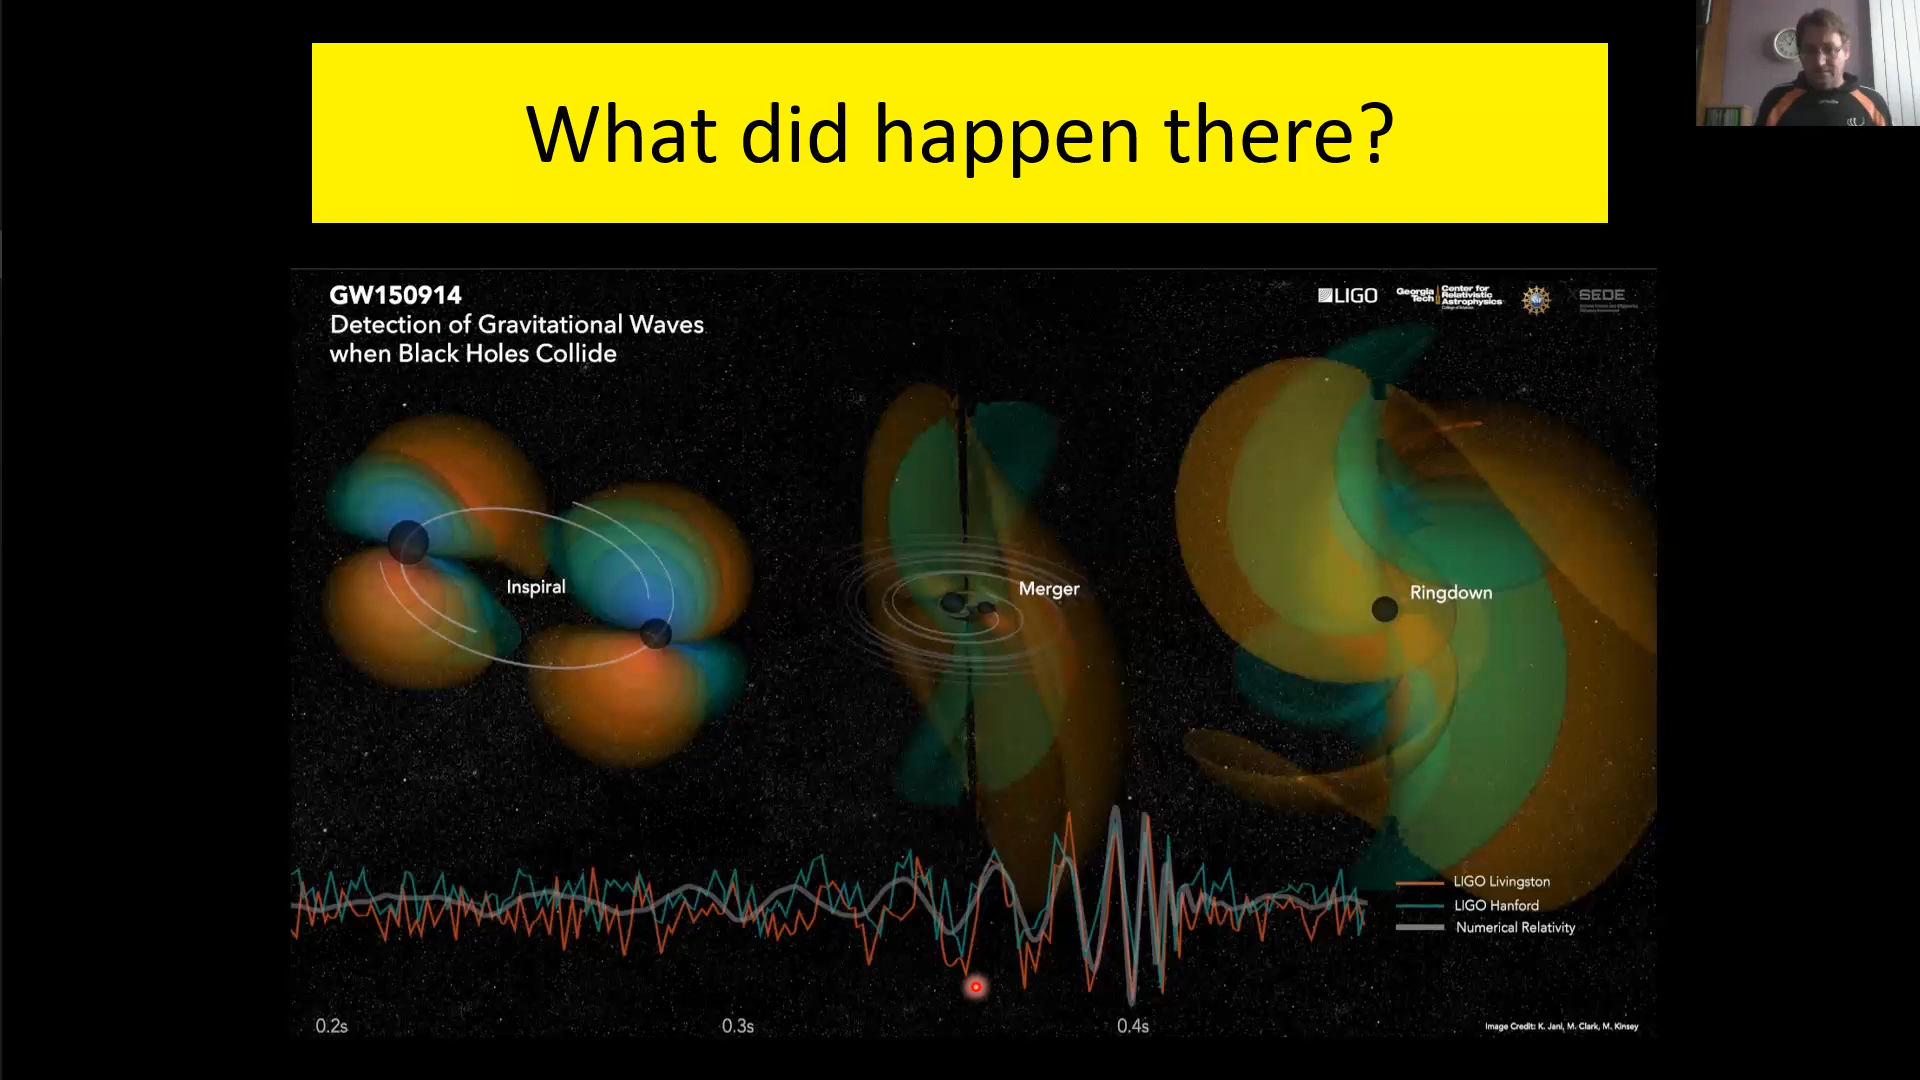 What did happen there?
GW150914
Detection of Gravitational Waves
when Black Holes Collide
LIGO
Georgia Tech
Center for
Relativistic
Astrophysics
SEDE
Inspiral
Merger
Ringdown
LIGO Livingston
LIGO Hanford
Numerical Relativity
0.2s
0.3s
0.4s
Image Credit: K. Jani, M. Clark, M. Kinsey